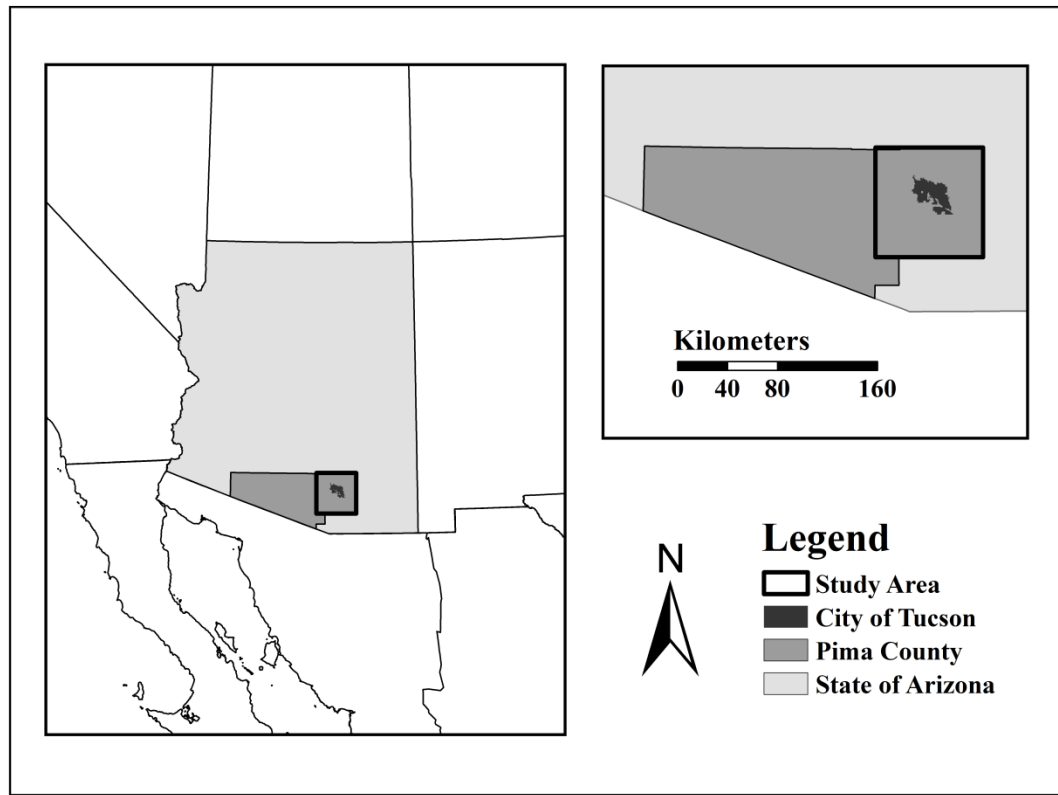 Kilometers
0 40 80 160
N
Legend
Study Area
City of Tucson
Pima County
State of Arizona